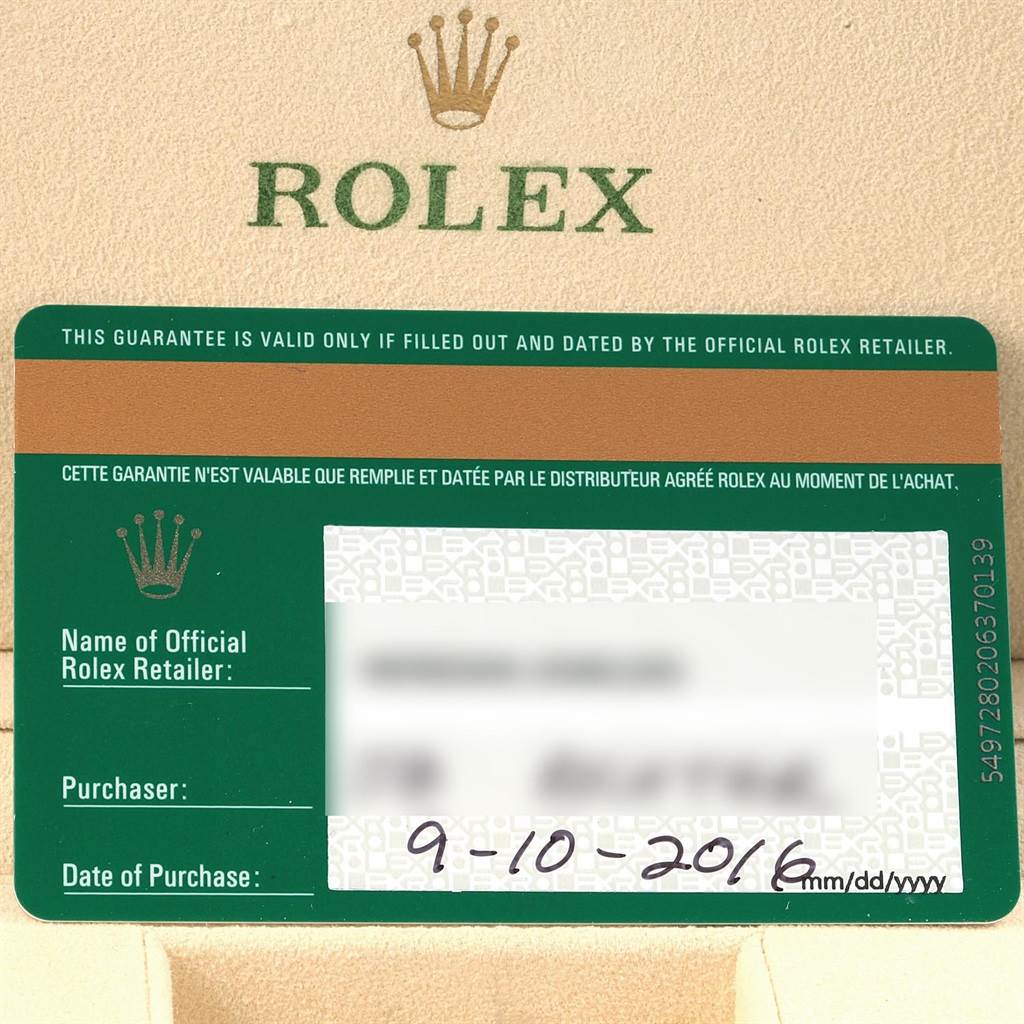 ROLEX
THIS GUARANTEE IS VALID ONLY IF FILLED OUT AND DATED BY THE OFFICIAL ROLEX RETAILER.
CETTE GARANTIE N'EST VALABLE QUE REMPLIE ET DATÉE PAR LE DISTRIBUTEUR AGRÉÉ ROLEX AU MOMENT DE L'ACHAT.
Name of Official
Rolex Retailer:
Purchaser:
Date of Purchase:
9-10-2016
mm/dd/yyyy
5497280206370139